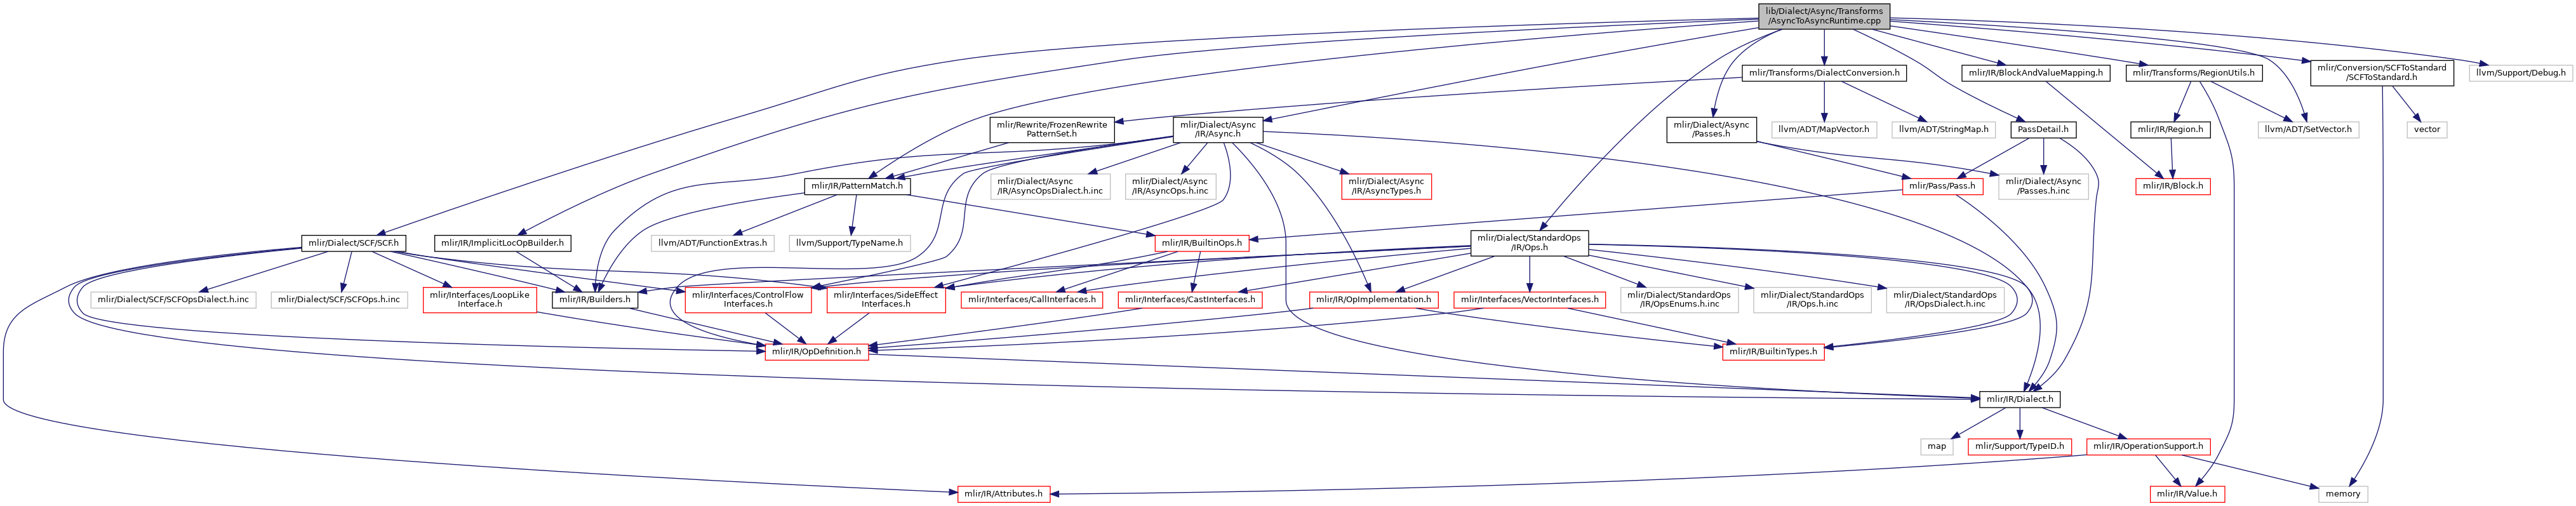 lib/Dialect/Async/Transforms
/AsyncToAsyncRuntime.cpp
mlir/Transforms/DialectConversion.h
mlir/IR/BlockAndValueMapping.h
mlir/Transforms/RegionUtils.h
mlir/Conversion/SCFToStandard
/SCFToStandard.h
llvm/Support/Debug.h
mlir/Rewrite/FrozenRewrite
PatternSet.h
mlir/Dialect/Async
/IR/Async.h
mlir/Dialect/Async
/Passes.h
llvm/ADT/MapVector.h
llvm/ADT/StringMap.h
PassDetail.h
mlir/IR/Region.h
llvm/ADT/SetVector.h
vector
mlir/IR/PatternMatch.h
mlir/Dialect/Async
/IR/AsyncOpsDialect.h.inc
mlir/Dialect/Async
/IR/AsyncOps.h.inc
mlir/Dialect/Async
/IR/AsyncTypes.h
mlir/Pass/Pass.h
mlir/Dialect/Async
/Passes.h.inc
mlir/IR/Block.h
mlir/Dialect/SCF/SCF.h
mlir/IR/ImplicitLocOpBuilder.h
llvm/ADT/FunctionExtras.h
llvm/Support/TypeName.h
mlir/IR/BuiltinOps.h
mlir/Dialect/StandardOps
/IR/Ops.h
mlir/Dialect/SCF/SCFOpsDialect.h.inc
mlir/Dialect/SCF/SCFOps.h.inc
mlir/Interfaces/LoopLike
Interface.h
mlir/IR/Builders.h
mlir/Interfaces/ControlFlow
Interfaces.h
mlir/Interfaces/SideEffect
Interfaces.h
mlir/Interfaces/CallInterfaces.h
mlir/Interfaces/CastInterfaces.h
mlir/IR/OpImplementation.h
mlir/Interfaces/VectorInterfaces.h
mlir/Dialect/StandardOps
/IR/OpsEnums.h.inc
mlir/Dialect/StandardOps
/IR/Ops.h.inc
mlir/Dialect/StandardOps
/IR/OpsDialect.h.inc
mlir/IR/OpDefinition.h
mlir/IR/BuiltinTypes.h
mlir/IR/Dialect.h
map
mlir/Support/TypeID.h
mlir/IR/OperationSupport.h
mlir/IR/Attributes.h
mlir/IR/Value.h
memory